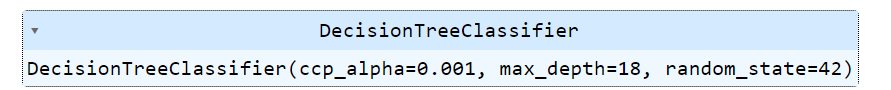 DecisionTreeClassifier
DecisionTreeClassifier(ccp_alpha=0.001, max_depth=18, random_state=42)